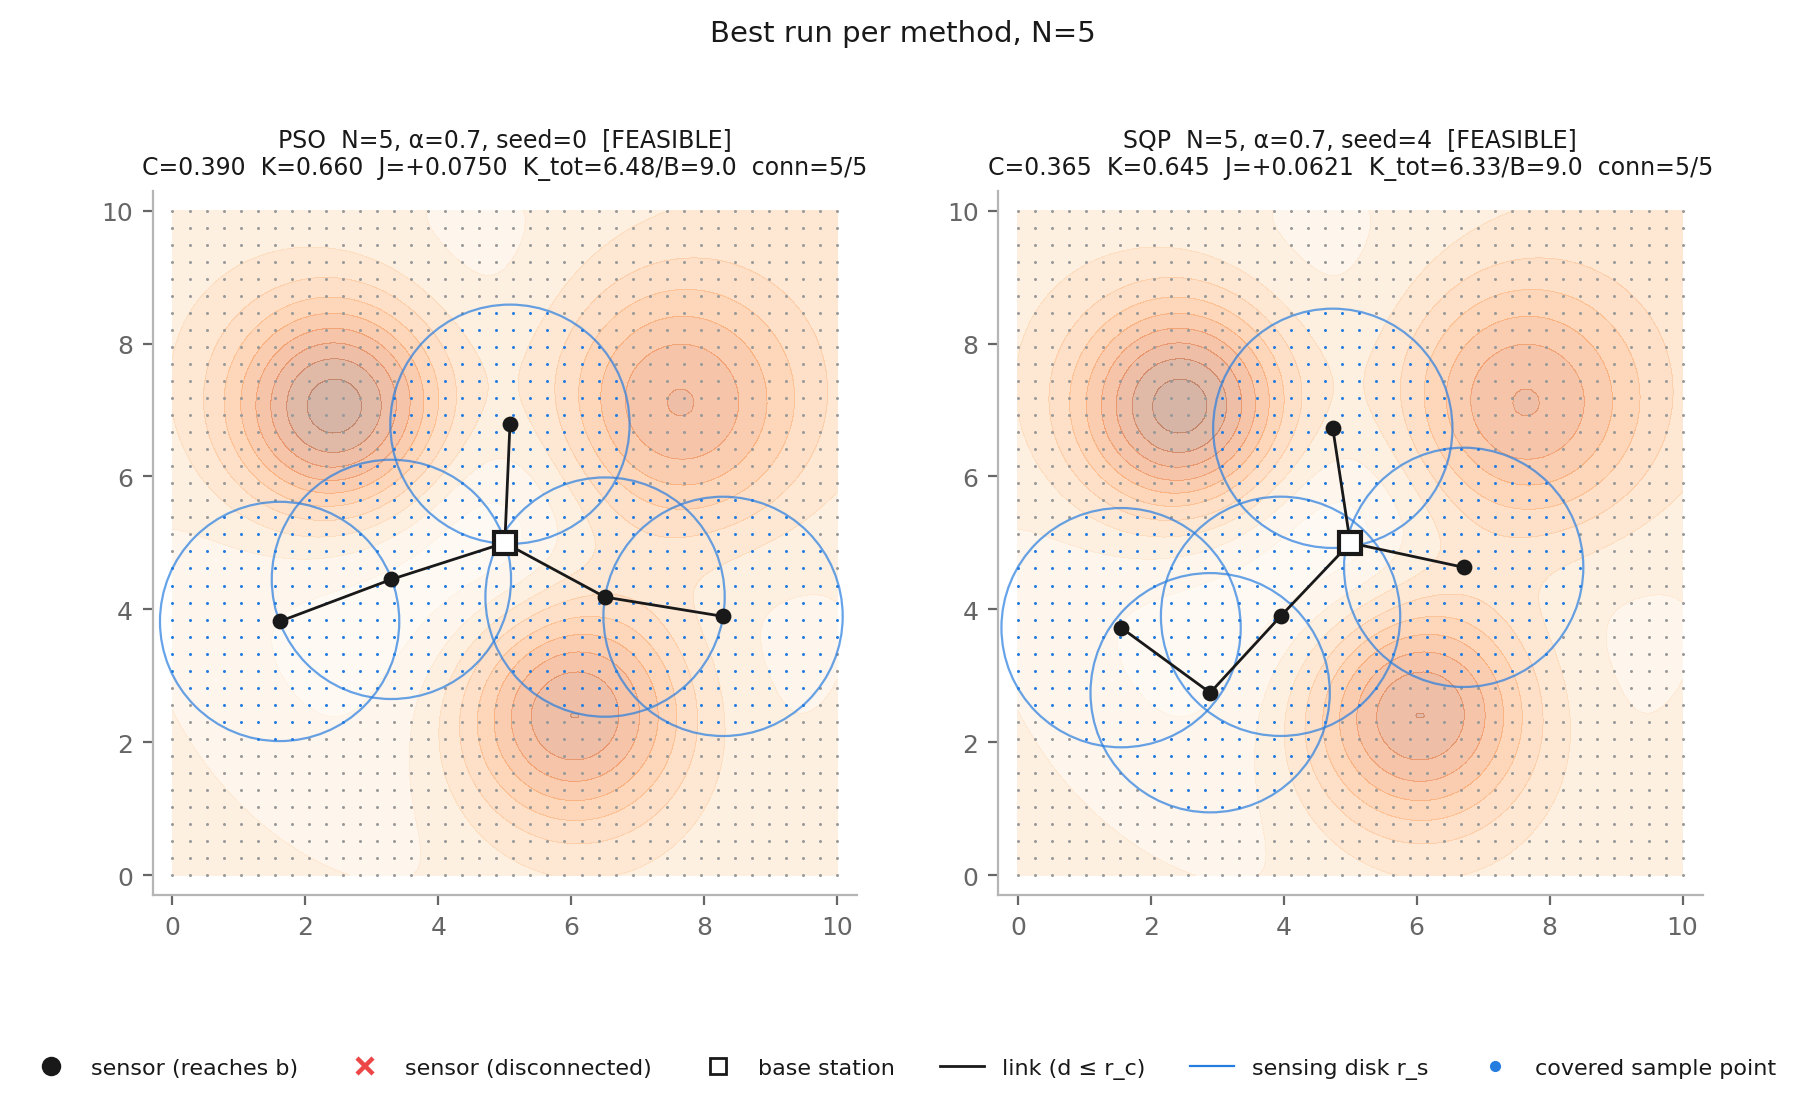 Best run per method, N=5
PSO  N=5, α=0.7, seed=0  [FEASIBLE]
C=0.390  K=0.660  J=+0.0750  K_tot=6.48/B=9.0  conn=5/5
10
8
6
4
2
0
0 2 4 6 8 10
SQP  N=5, α=0.7, seed=4  [FEASIBLE]
C=0.365  K=0.645  J=+0.0621  K_tot=6.33/B=9.0  conn=5/5
10
8
6
4
2
0
0 2 4 6 8 10
sensor (reaches b)
sensor (disconnected)
base station
link (d ≤ r_c)
sensing disk r_s
covered sample point